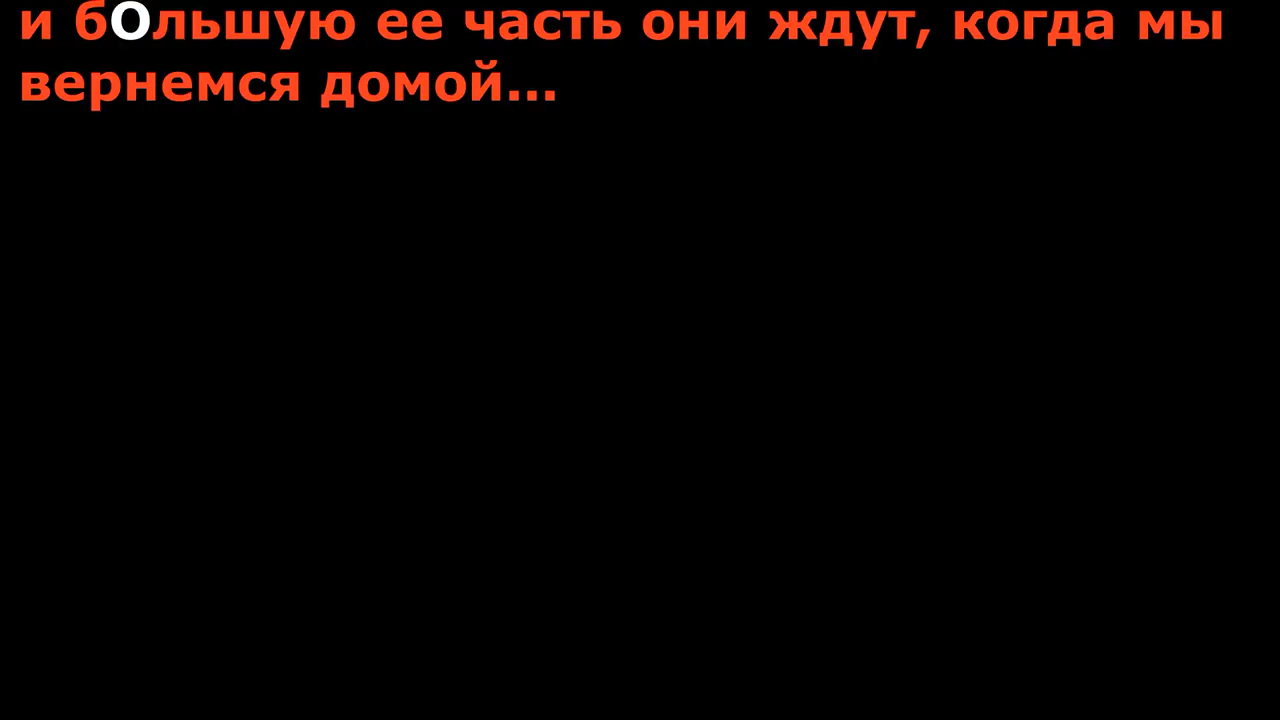 и бОльшую ее часть они ждут, когда мы
вернемся домой...